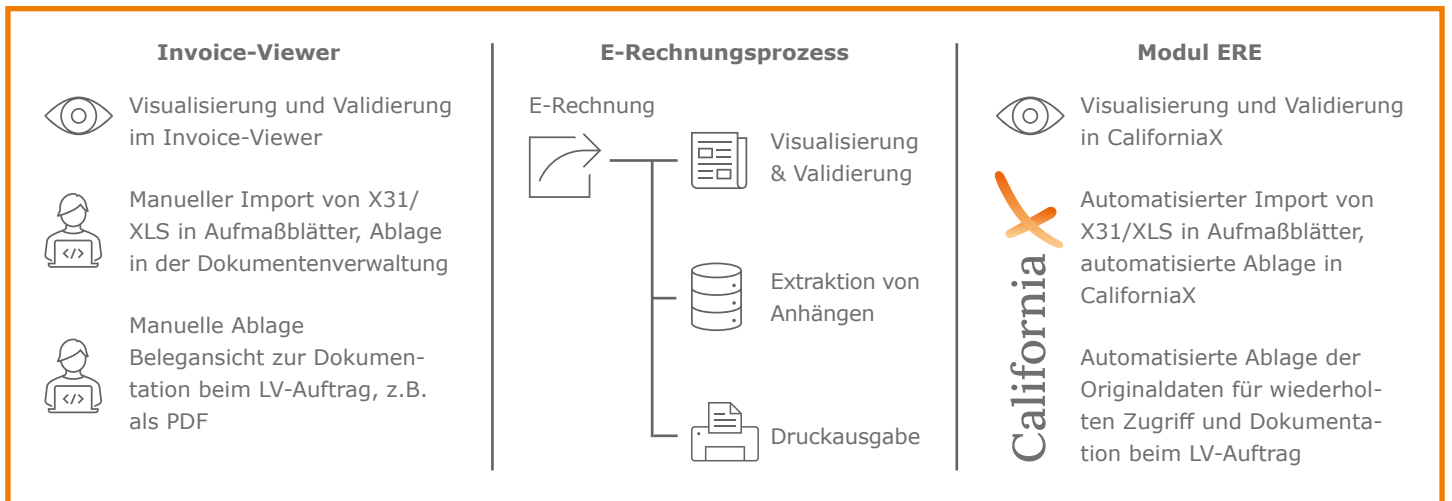 Invoice-Viewer
Visualisierung und Validierung
im Invoice-Viewer
Manueller Import von X31/
XLS in Aufmaßblätter, Ablage
in der Dokumentenverwaltung
Manuelle Ablage
Belegansicht zur Dokumen-
tation beim LV-Auftrag, z.B.
als PDF
E-Rechnungsprozess
E-Rechnung
Visualisierung
& Validierung
Extraktion von
Anhängen
Druckausgabe
Modul ERE
Visualisierung und Validierung
in CaliforniaX
California
Automatisierter Import von
X31/XLS in Aufmaßblätter,
automatisierte Ablage in
CaliforniaX
Automatisierte Ablage der
Originaldaten für wiederhol-
ten Zugriff und Dokumenta-
tion beim LV-Auftrag